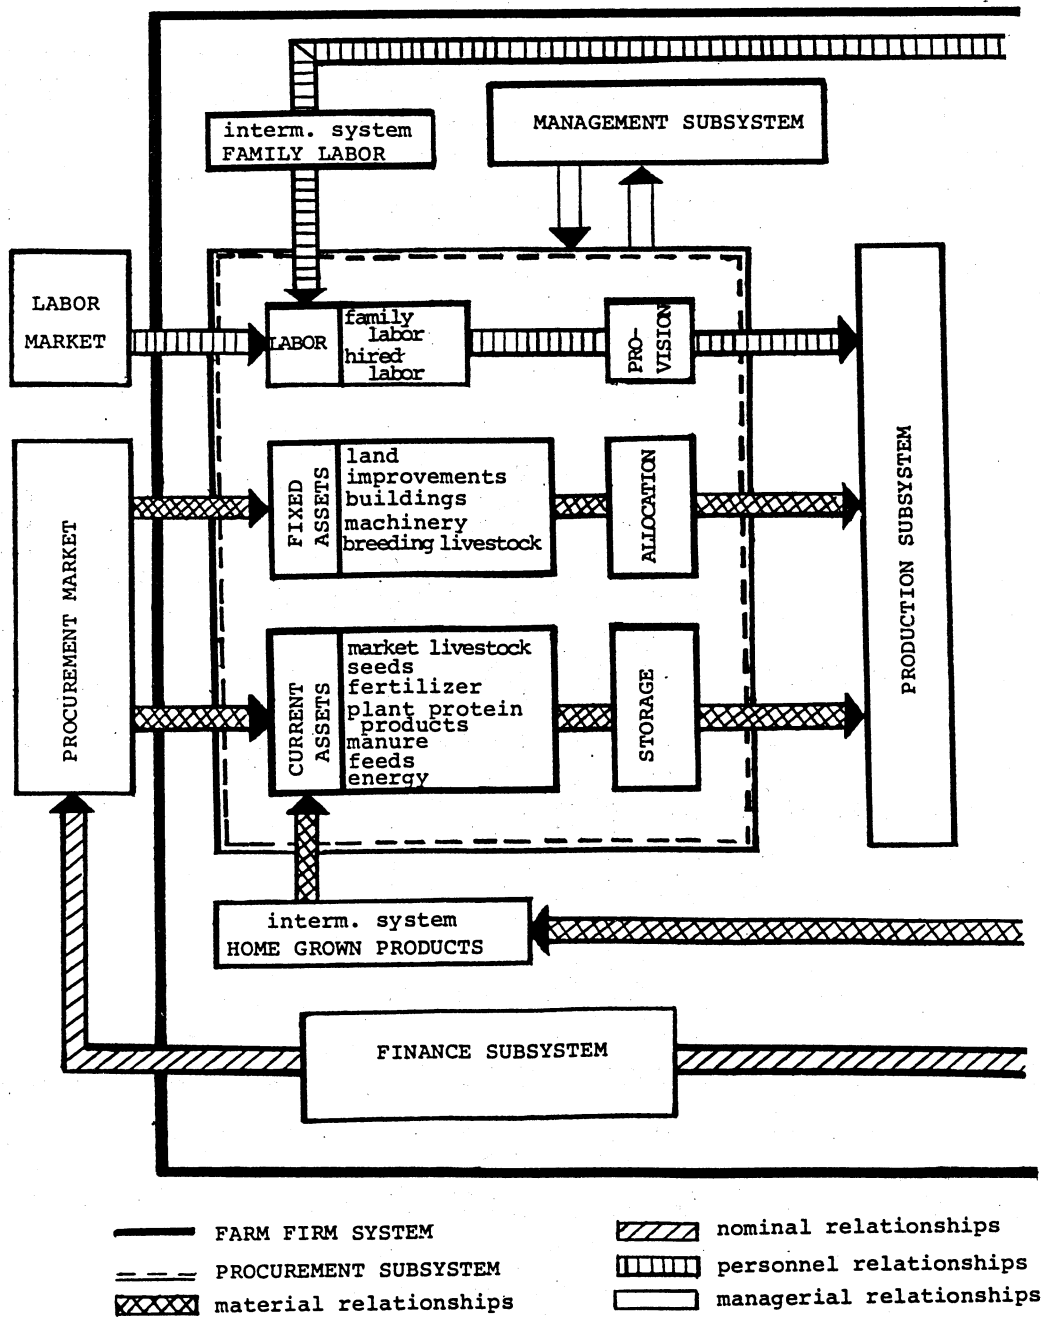 interm. system
FAMILY LABOR
MANAGEMENT SUBSYSTEM
LABOR
MARKET
LABOR
family
labor
hired
labor
PRO-
VISION
PROCUREMENT MARKET
FIXED
ASSETS
land
improvements
buildings
machinery
breeding livestock
ALLOCATION
PRODUCTION SUBSYSTEM
CURRENT
ASSETS
market livestock
seeds
fertilizer
plant protein
products
manure
feeds
energy
STORAGE
interm. system
HOME GROWN PRODUCTS
FINANCE SUBSYSTEM
FARM FIRM SYSTEM
PROCUREMENT SUBSYSTEM
material relationships
nominal relationships
personnel relationships
managerial relationships